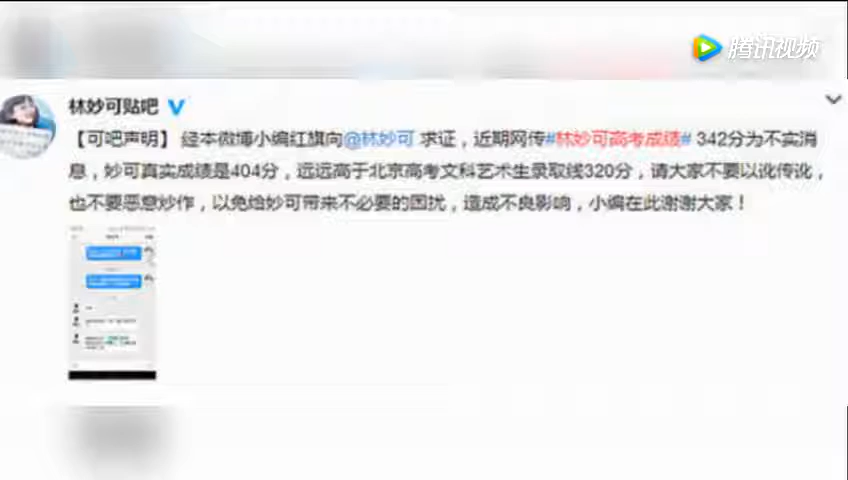 腾讯视频
林妙可贴吧
【可吧声明】 经本微博小编红旗向@林妙可 求证，近期网传#林妙可高考成绩# 342分为不实消
息，妙可真实成绩是404分，远远高于北京高考文科艺术生录取线320分，请大家不要以讹传讹，
也不要恶意炒作，以免给妙可带来不必要的困扰，造成不良影响，小编在此谢谢大家！